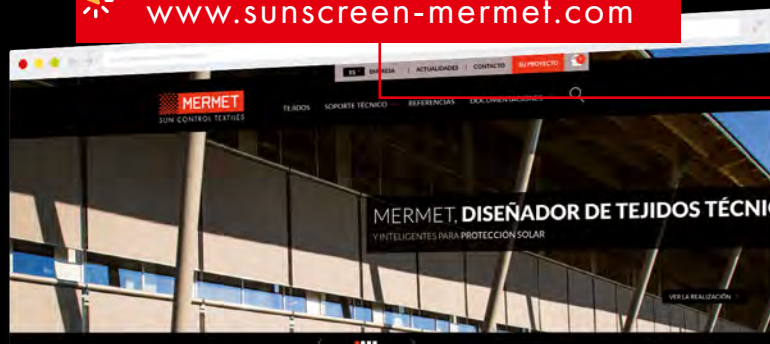 www.sunscreen-mermet.com
ES EMPRESA | ACTUALIDADES | CONTACTO SU PROYECTO
MERMET
SUN CONTROL TEXTILES
TEJIDOS SOPORTE TÉCNICO REFERENCIAS DOCUMENTACIONES
MERMET, DISEÑADOR DE TEJIDOS TÉCNI
Y INTELIGENTES PARA PROTECCIÓN SOLAR
VER LA REALIZACIÓN